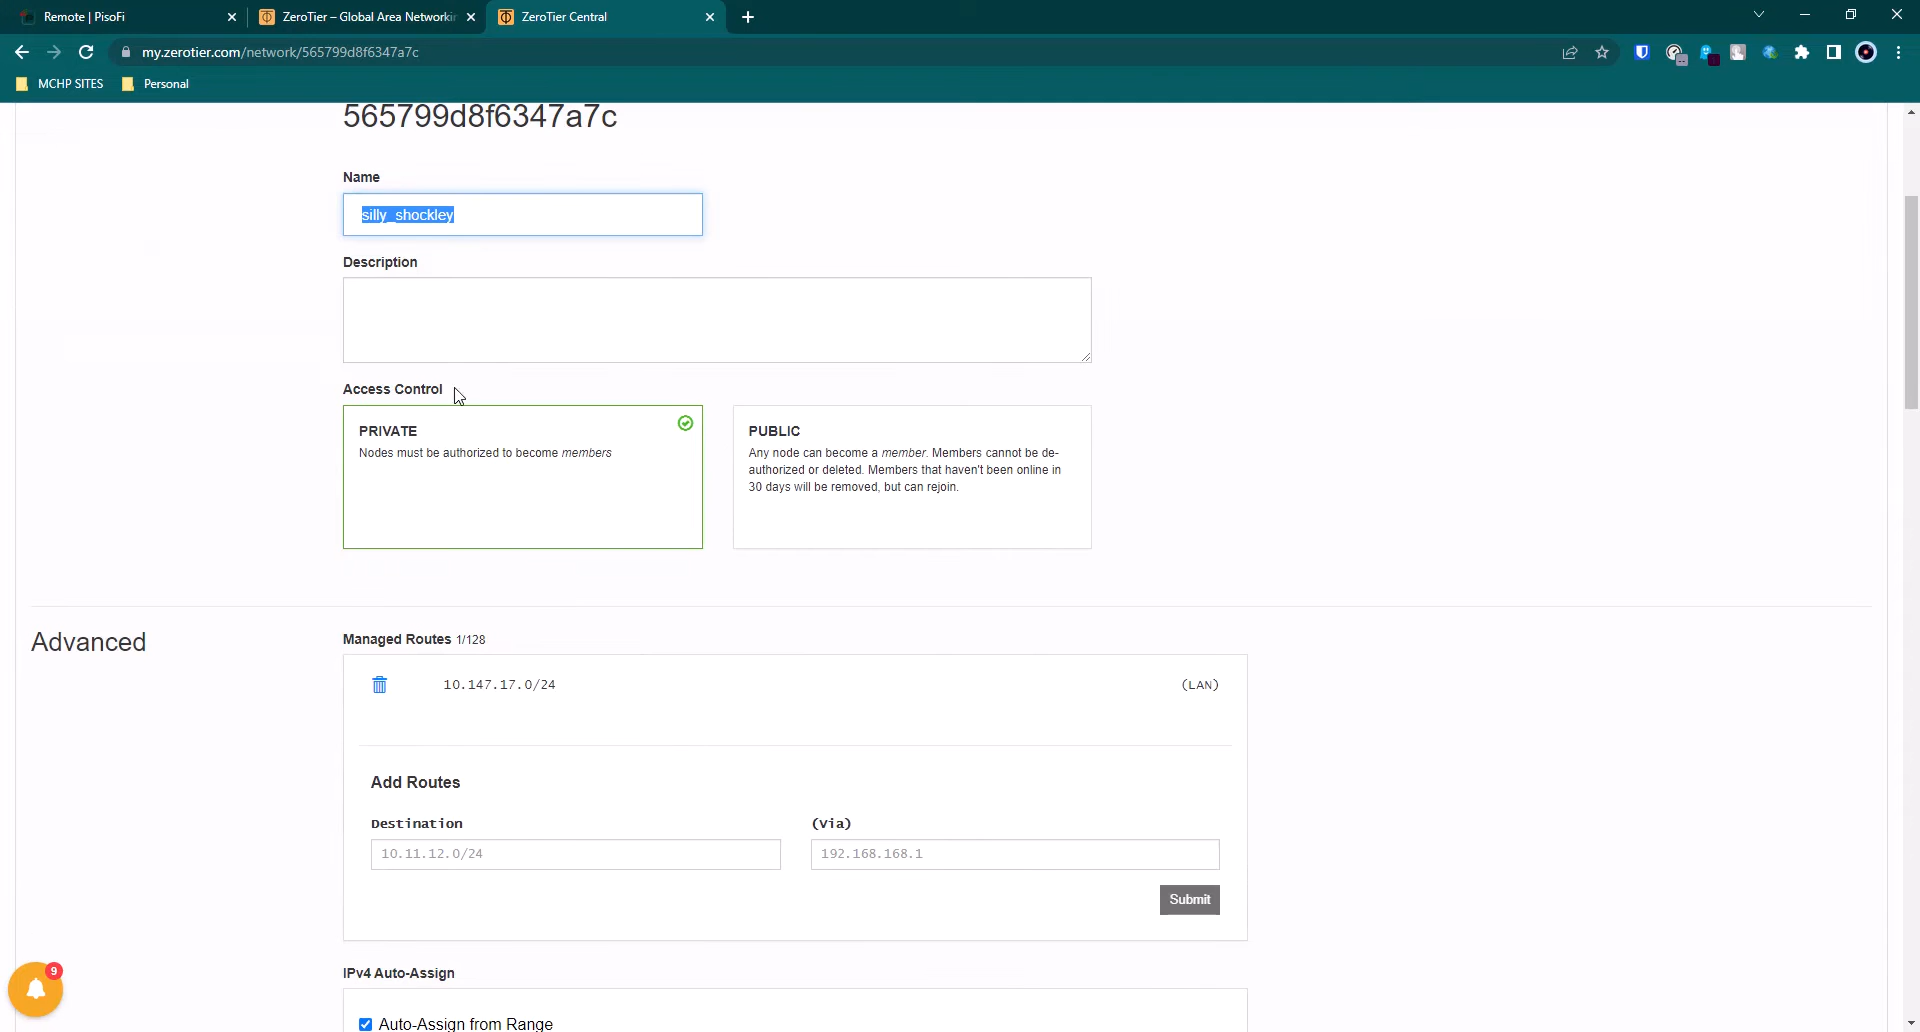 Remote | PisoFi
ZeroTier – Global Area Networkin
ZeroTier Central
my.zerotier.com/network/565799d8f6347a7c
MCHP SITES
Personal
565799d8f6347a7c
Name
silly_shockley
Description
Access Control
PRIVATE
Nodes must be authorized to become members
PUBLIC
Any node can become a member. Members cannot be de-
authorized or deleted. Members that haven't been online in
30 days will be removed, but can rejoin.
Advanced
Managed Routes 1/128
10.147.17.0/24
(LAN)
Add Routes
Destination
(Via)
10.11.12.0/24
192.168.168.1
Submit
IPv4 Auto-Assign
Auto-Assign from Range
9